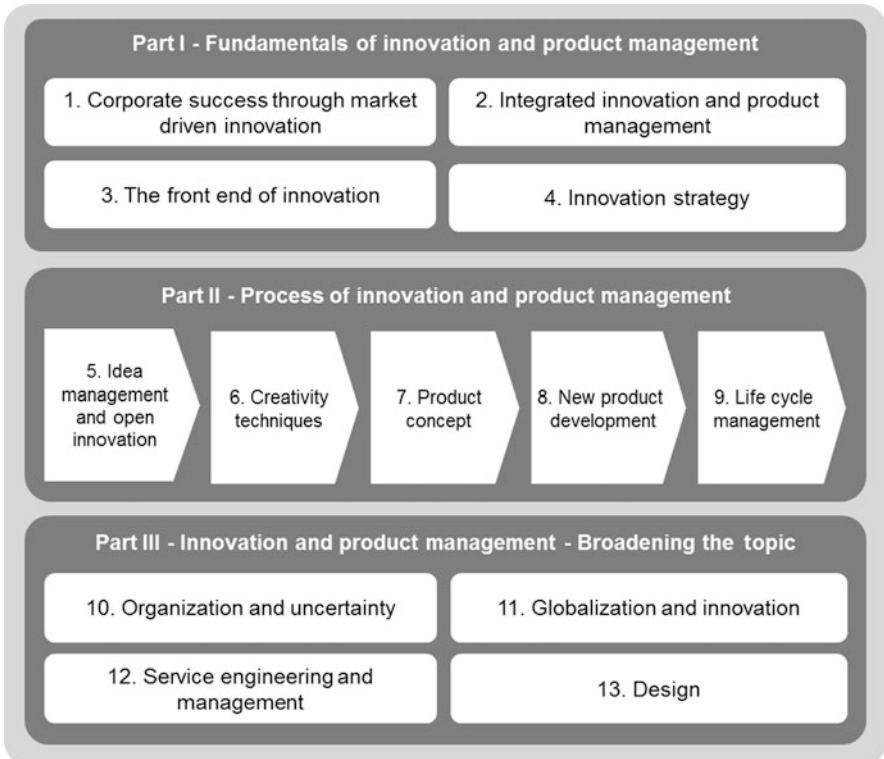 Part I - Fundamentals of innovation and product management
1. Corporate success through market
driven innovation
2. Integrated innovation and product
management
3. The front end of innovation
4. Innovation strategy
Part II - Process of innovation and product management
5. Idea
management
and open
innovation
6. Creativity
techniques
7. Product
concept
8. New product
development
9. Life cycle
management
Part III - Innovation and product management - Broadening the topic
10. Organization and uncertainty
11. Globalization and innovation
12. Service engineering and
management
13. Design